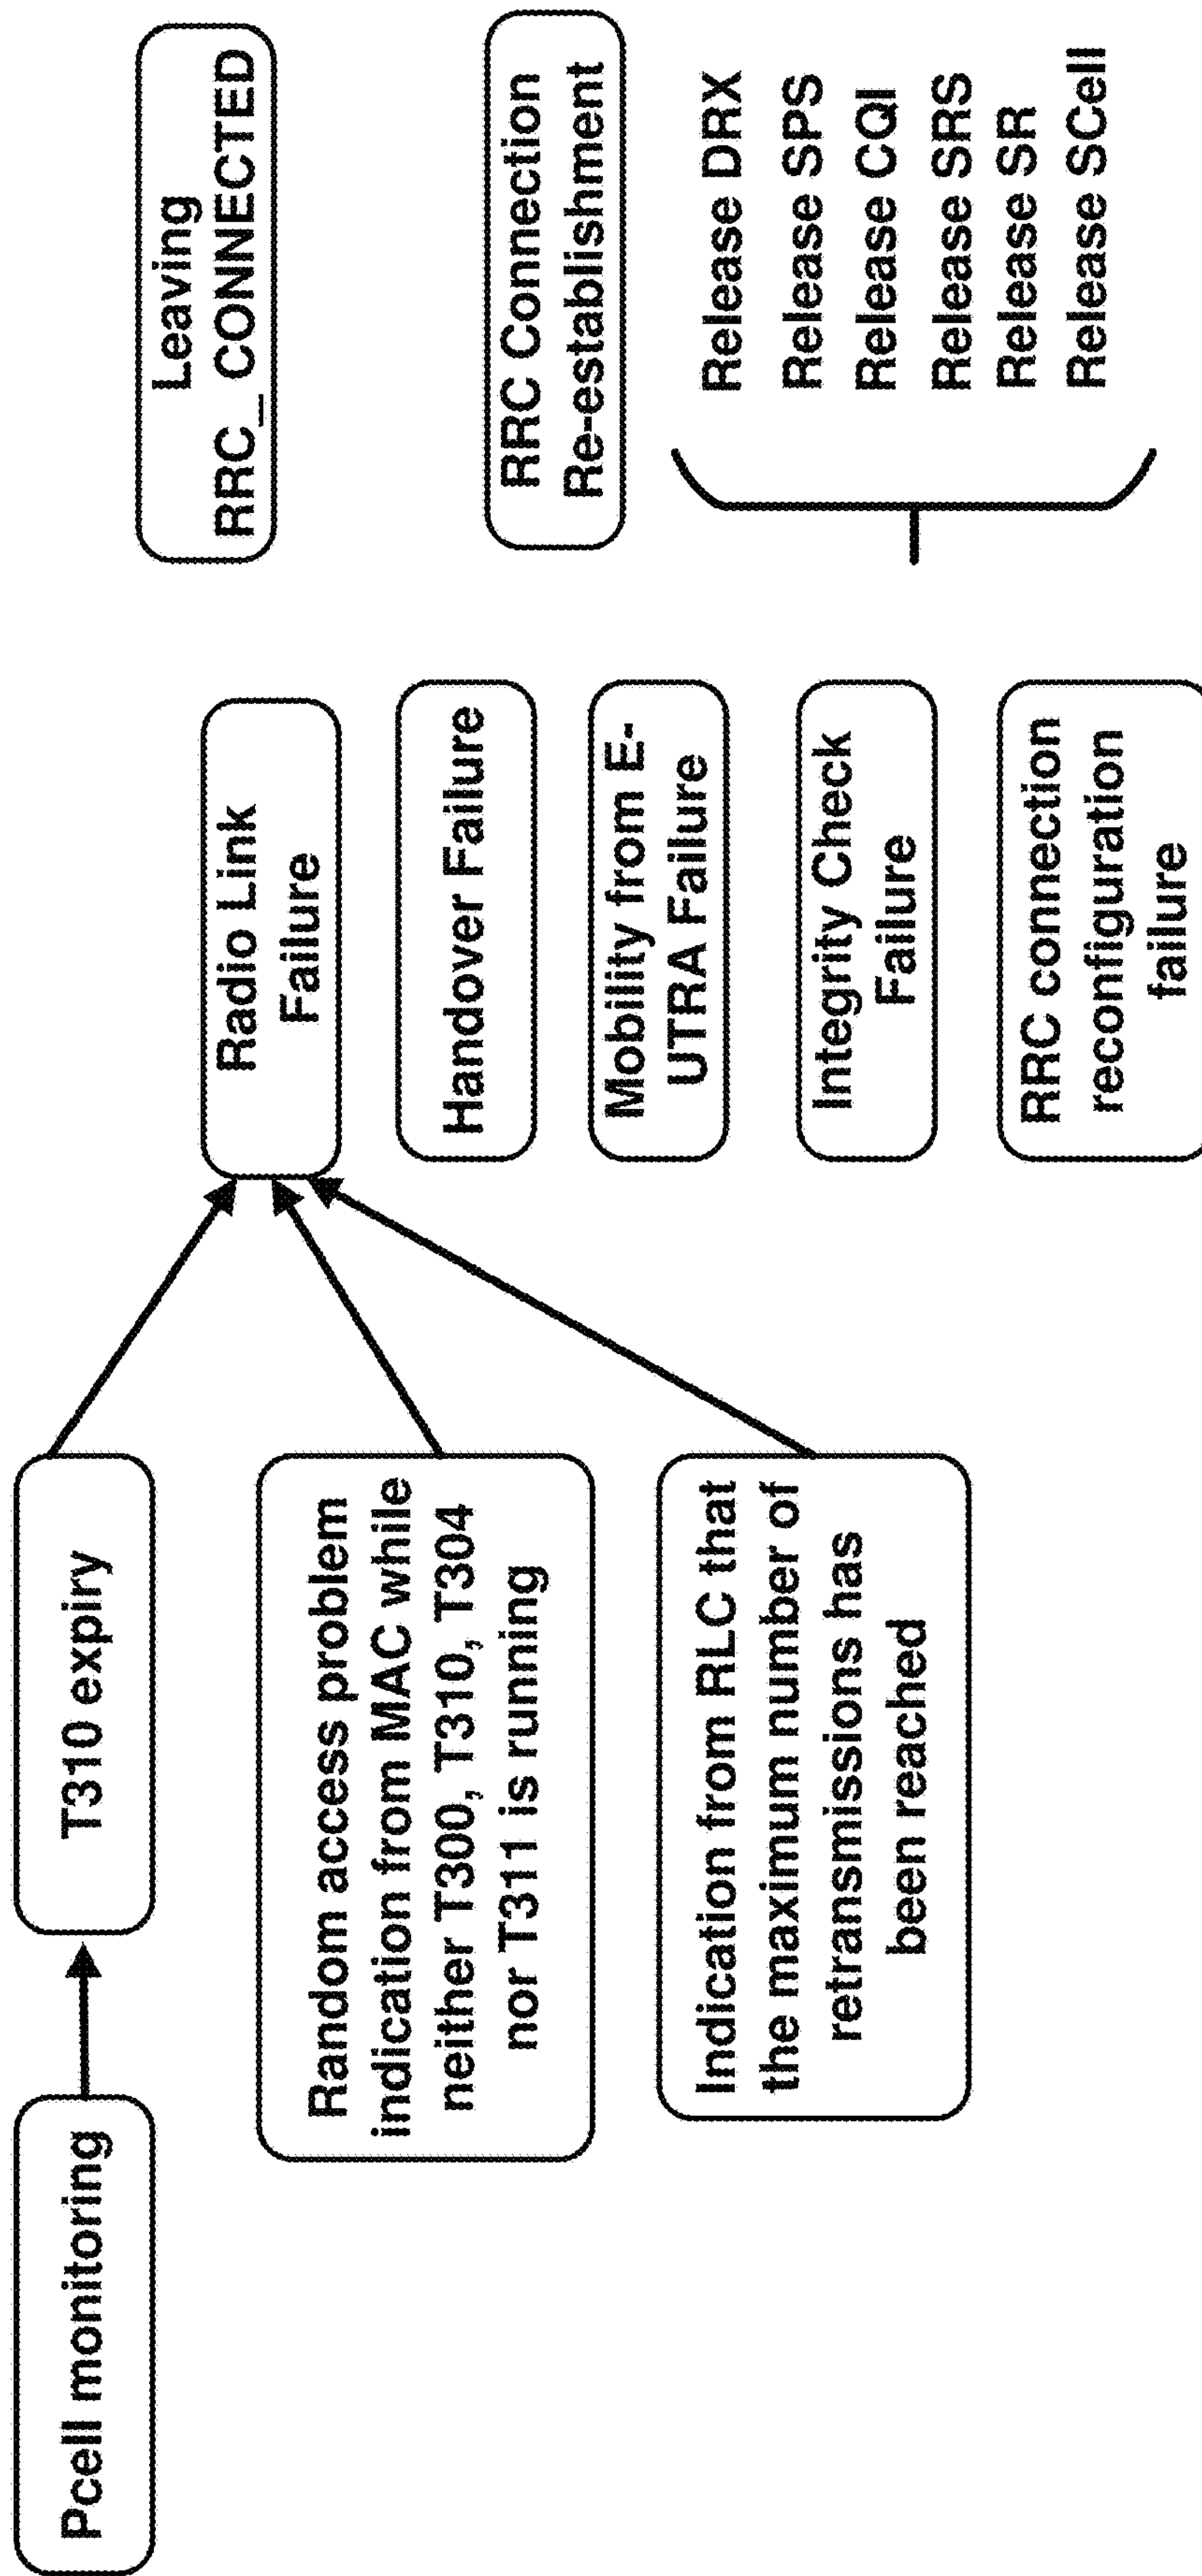 Pcell monitoring
T310 expiry
Random access problem
indication from MAC while
neither T300, T310, T304
nor T311 is running
Indication from RLC that
the maximum number of
retransmissions has
been reached
Radio Link
Failure
Handover Failure
Mobility from E-
UTRA Failure
Integrity Check
Failure
RRC connection
reconfiguration
failure
Leaving
RRC_CONNECTED
RRC Connection
Re-establishment
Release DRX
Release SPS
Release CQI
Release SRS
Release SR
Release SCell